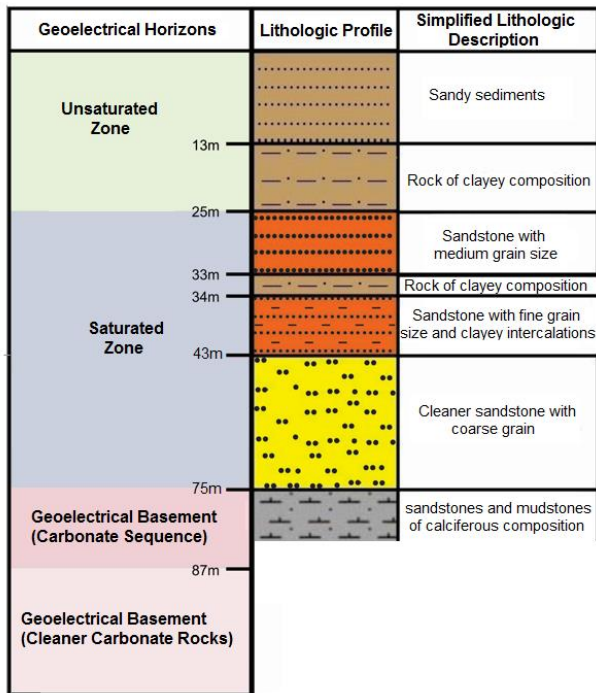 Geoelectrical Horizons
Lithologic Profile
Simplified Lithologic
Description
Unsaturated
Zone
Sandy sediments
13m
Rock of clayey composition
25m
Sandstone with
medium grain size
33m
Rock of clayey composition
34m
Saturated
Zone
Sandstone with fine grain
size and clayey intercalations
43m
Cleaner sandstone with
coarse grain
75m
Geoelectrical Basement
(Carbonate Sequence)
sandstones and mudstones
of calciferous composition
87m
Geoelectrical Basement
(Cleaner Carbonate Rocks)